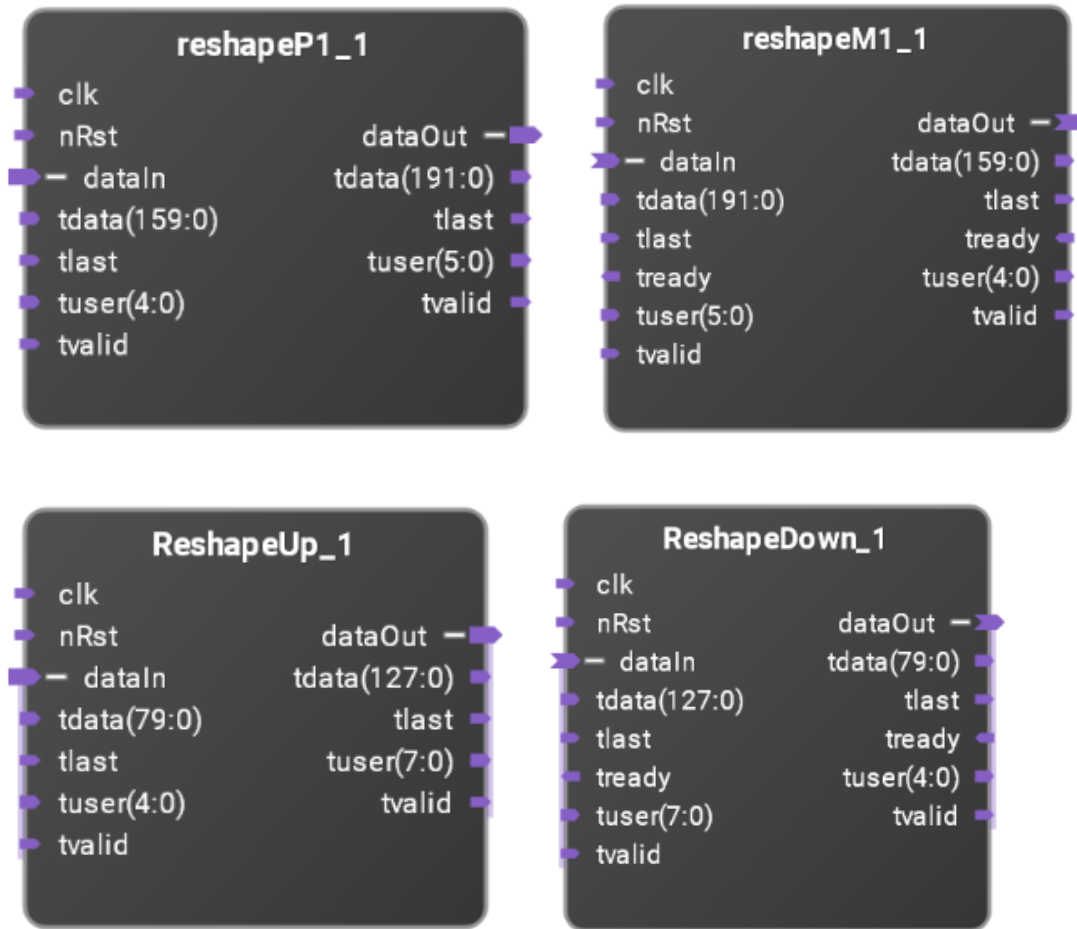 reshapeP1_1
clk
nRst
dataOut
dataIn
tdata(191:0)
tdata(159:0)
tlast
tlast
tuser(5:0)
tuser(4:0)
tvalid
tvalid
reshapeM1_1
clk
nRst
dataOut
dataIn
tdata(159:0)
tdata(191:0)
tlast
tlast
tready
tready
tuser(4:0)
tuser(5:0)
tvalid
tvalid
ReshapeUp_1
clk
nRst
dataOut
dataIn
tdata(127:0)
tdata(79:0)
tlast
tlast
tuser(7:0)
tuser(4:0)
tvalid
tvalid
ReshapeDown_1
clk
nRst
dataOut
dataIn
tdata(79:0)
tdata(127:0)
tlast
tlast
tready
tready
tuser(4:0)
tuser(7:0)
tvalid
tvalid